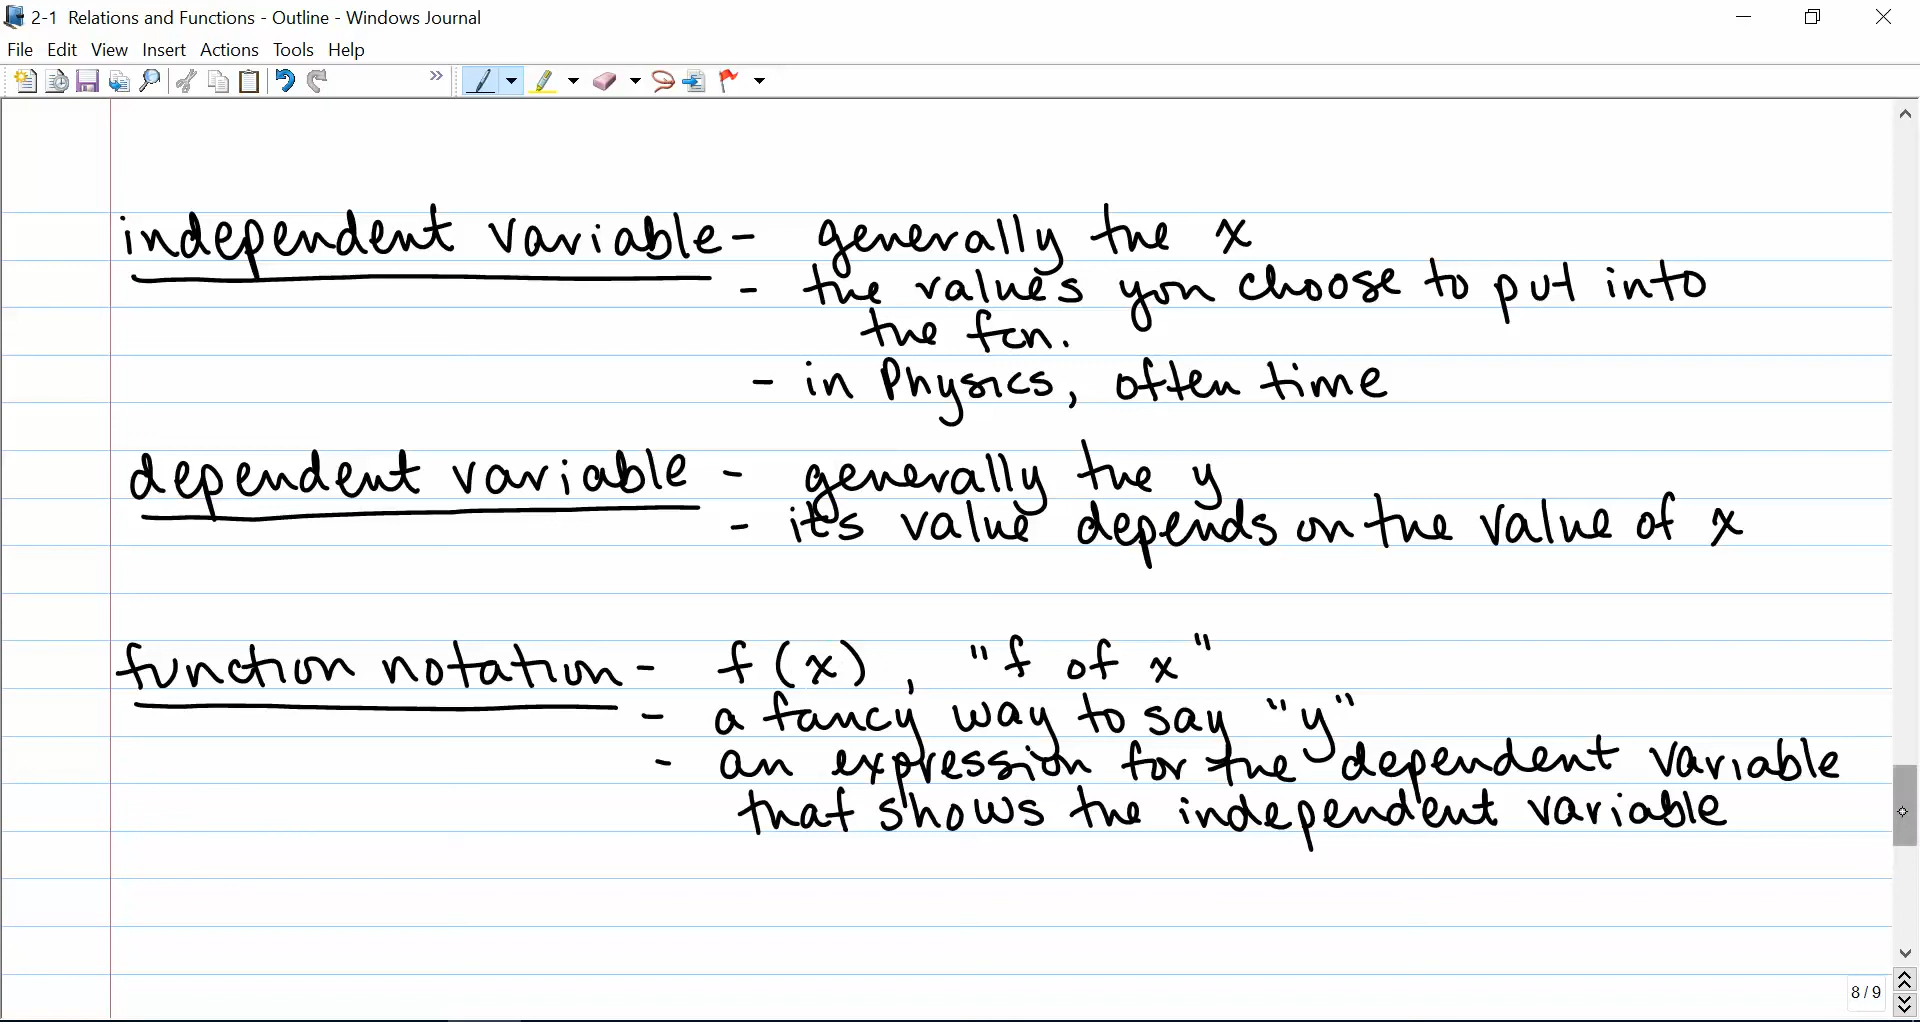 2-1 Relations and Functions - Outline - Windows Journal
File Edit View Insert Actions Tools Help
independent variable - generally the x
- the values you choose to put into
the fcn.
- in Physics, often time
dependent variable - generally the y
- it's value depends on the value of x
function notation - f(x), "f of x"
- a fancy way to say "y"
- an expression for the dependent variable
that shows the independent variable
8 / 9